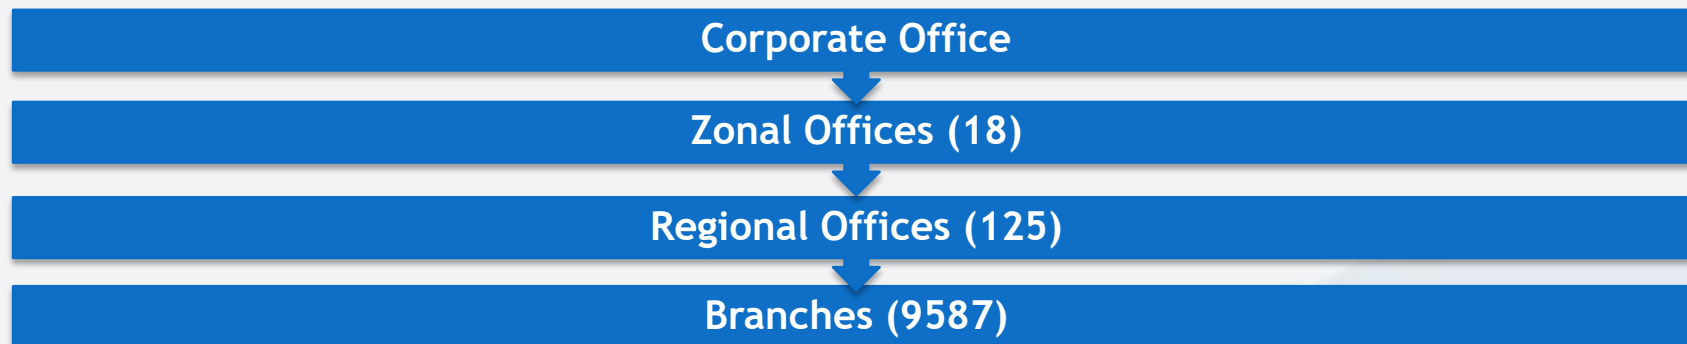 Corporate Office
Zonal Offices (18)
Regional Offices (125)
Branches (9587)